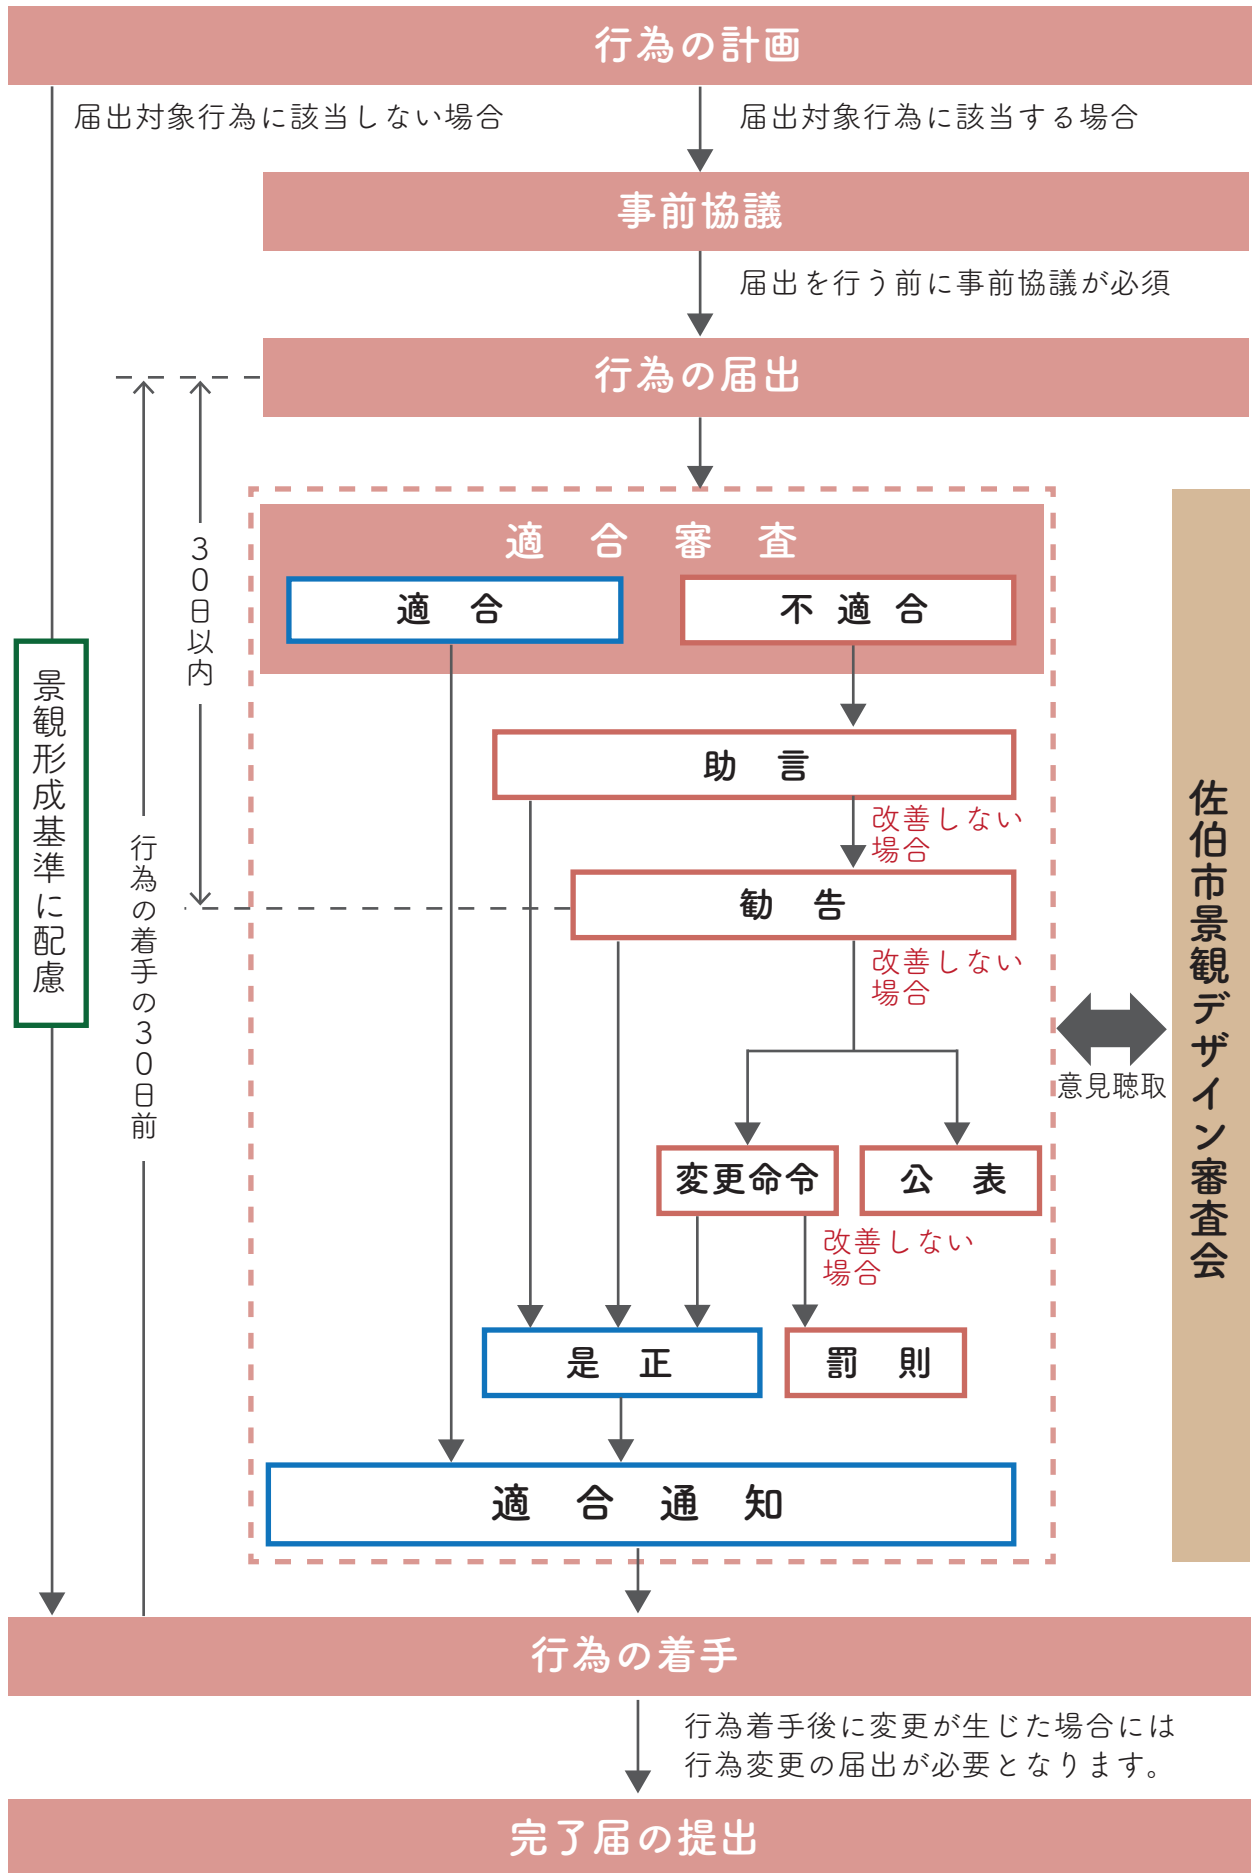 行為の計画
届出対象行為に該当しない場合
届出対象行為に該当する場合
事前協議
届出を行う前に事前協議が必須
行為の届出
適合審査
適合
不適合
30日以内
助言
改善しない
場合
景観形成基準に配慮
行為の着手の30日前
勧告
改善しない
場合
佐伯市景観デザイン審査会
意見聴取
変更命令
公表
改善しない
場合
是正
罰則
適合通知
行為の着手
行為着手後に変更が生じた場合には
行為変更の届出が必要となります。
完了届の提出